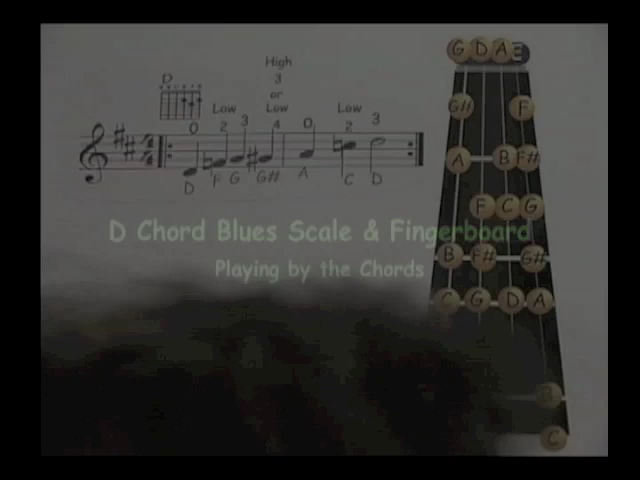 G D A E
High
3
or
D
Low Low Low
0 2 3 4 0 2 3
D F G G# A C D
G# F
A B F#
F C G
D Chord Blues Scale & Fingerboard
B F# G#
Playing by the Chords
C G D A
C